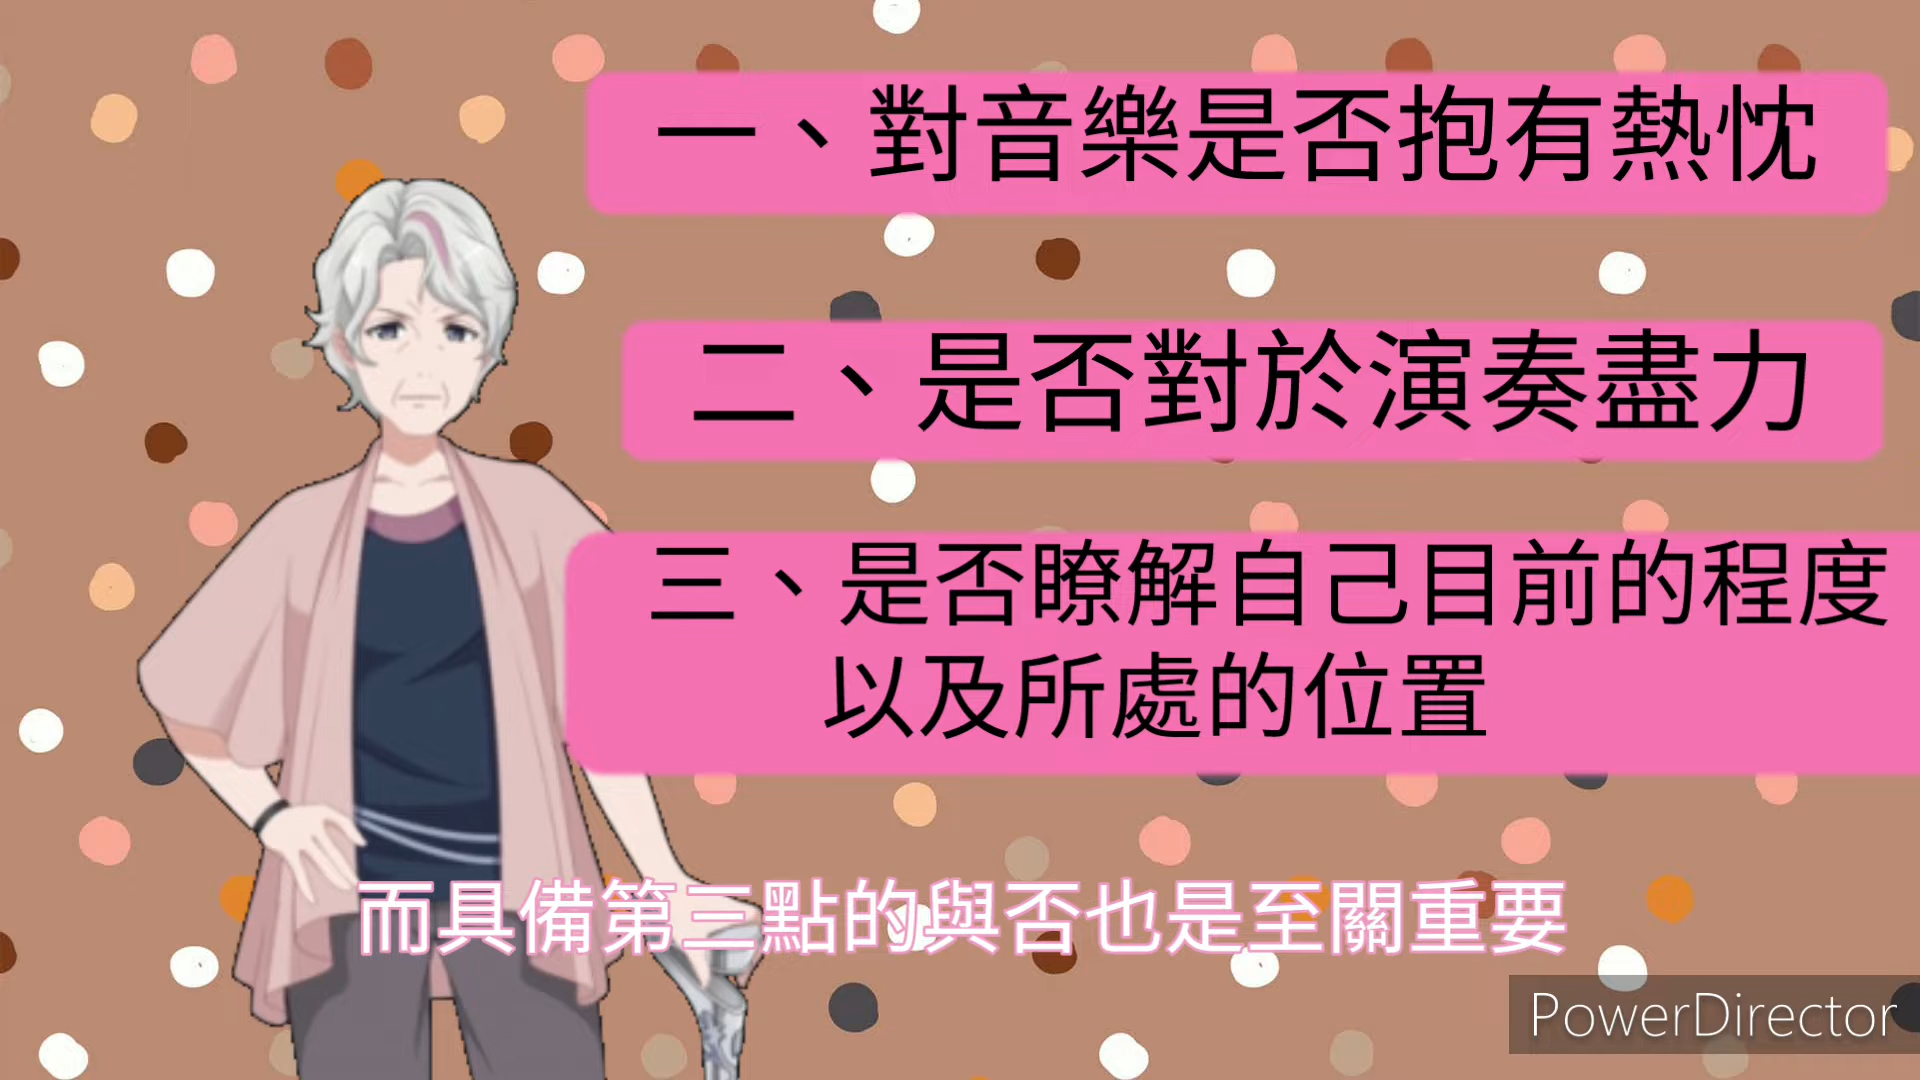 一、對音樂是否抱有熱忱
二、是否對於演奏盡力
三、是否瞭解自己目前的程度
以及所處的位置
而具備第三點的與否也是至關重要
PowerDirector